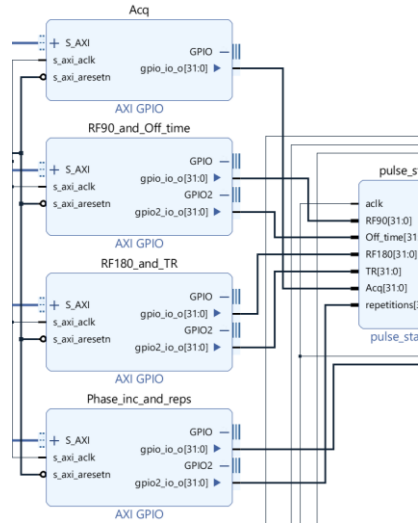 Acq
S_AXI
s_axi_aclk
s_axi_aresetn
GPIO
gpio_io_o[31:0]
AXI GPIO
RF90_and_Off_time
S_AXI
s_axi_aclk
s_axi_aresetn
GPIO
gpio_io_o[31:0]
GPIO2
gpio2_io_o[31:0]
AXI GPIO
RF180_and_TR
S_AXI
s_axi_aclk
s_axi_aresetn
GPIO
gpio_io_o[31:0]
GPIO2
gpio2_io_o[31:0]
AXI GPIO
Phase_inc_and_reps
S_AXI
s_axi_aclk
s_axi_aresetn
GPIO
gpio_io_o[31:0]
GPIO2
gpio2_io_o[31:0]
AXI GPIO
pulse_st
aclk
RF90[31:0]
Off_time[31
RF180[31:0]
TR[31:0]
Acq[31:0]
repetitions[
pulse_sta